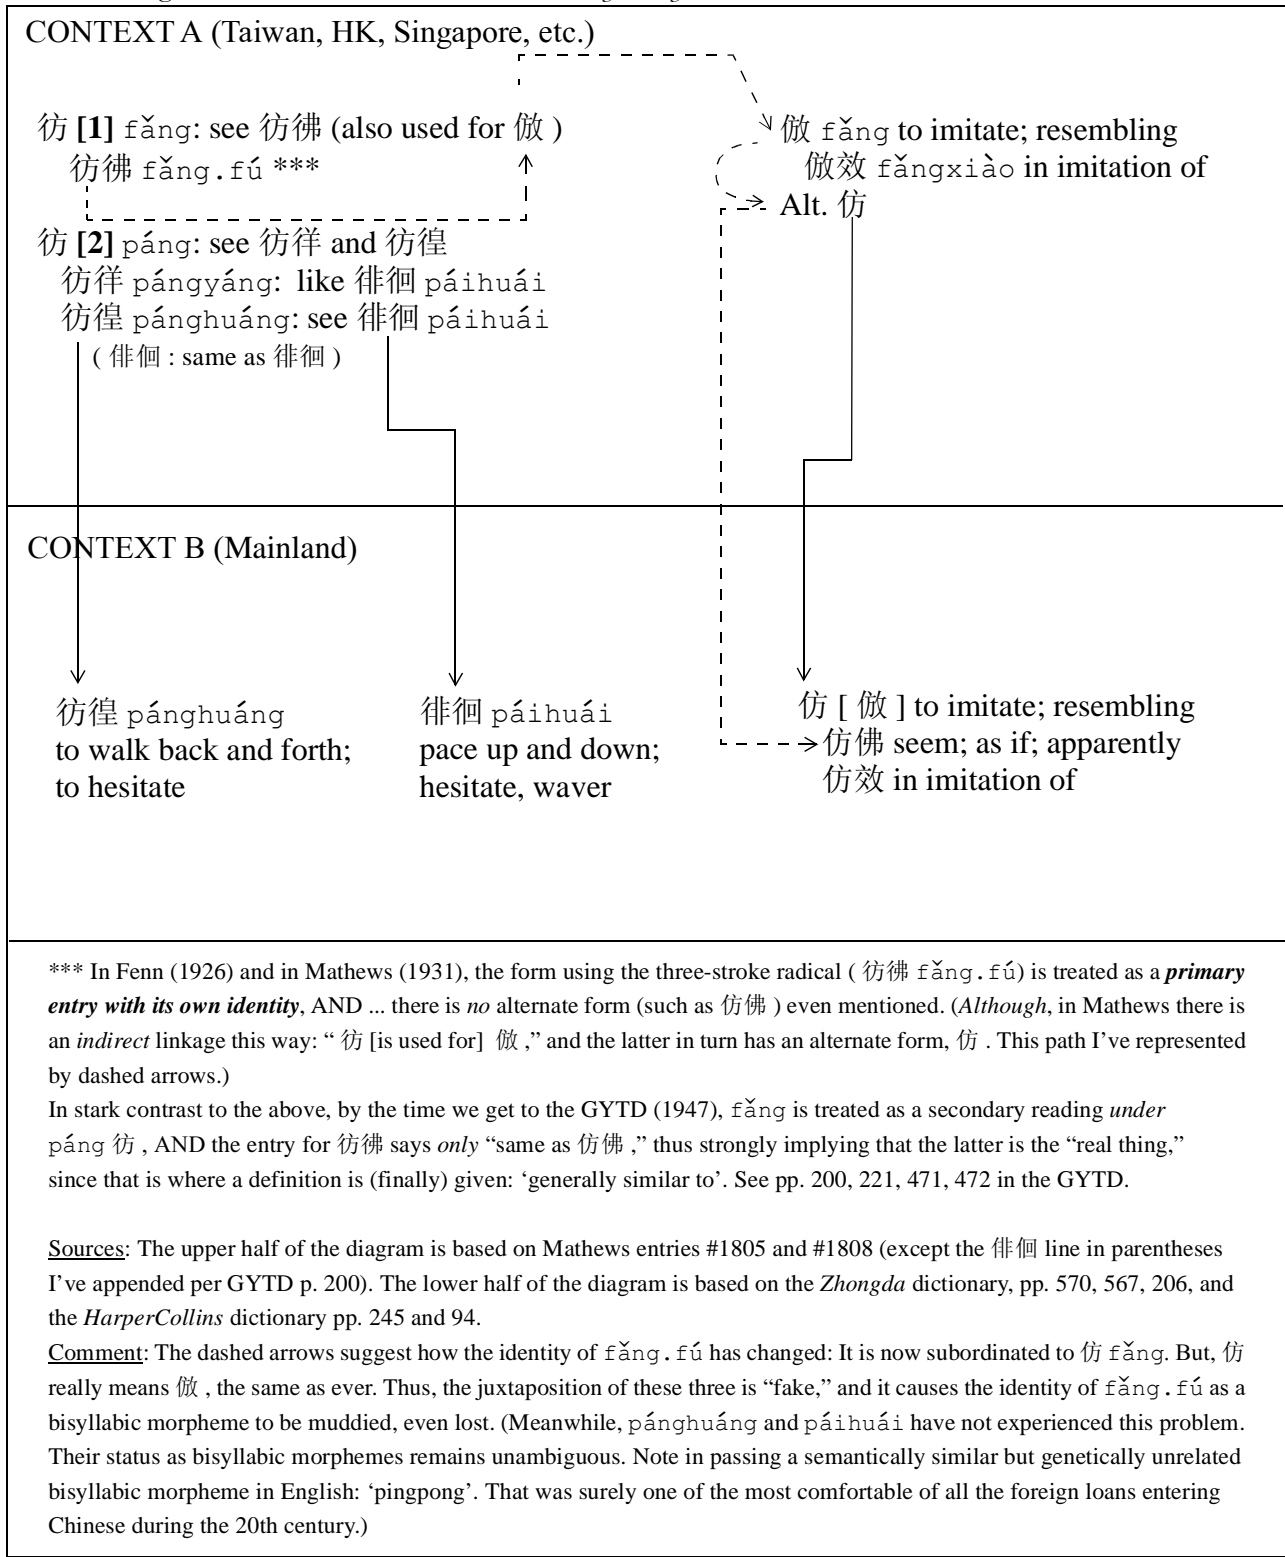 CONTEXT A (Taiwan, HK, Singapore, etc.)
彷 [1] fǎng: see 彷彿 (also used for 倣 )
彷彿 fǎng.fú ***
彷 [2] páng: see 彷徉 and 彷徨
彷徉 pángyáng: like 徘徊 páihuái
彷徨 pánghuáng: see 徘徊 páihuái
( 俳佪 : same as 徘徊 )
倣 fǎng to imitate; resembling
倣效 fǎngxiào in imitation of
Alt. 仿
CONTEXT B (Mainland)
彷徨 pánghuáng
to walk back and forth;
to hesitate
徘徊 páihuái
pace up and down;
hesitate, waver
仿 [ 倣 ] to imitate; resembling
仿佛 seem; as if; apparently
仿效 in imitation of
*** In Fenn (1926) and in Mathews (1931), the form using the three-stroke radical ( 彷彿 fǎng.fú) is treated as a primary
entry with its own identity, AND ... there is no alternate form (such as 仿佛 ) even mentioned. (Although, in Mathews there is
an indirect linkage this way: “ 彷 [is used for] 倣 ,” and the latter in turn has an alternate form, 仿 . This path I’ve represented
by dashed arrows.)
In stark contrast to the above, by the time we get to the GYTD (1947), fǎng is treated as a secondary reading under
páng 彷 , AND the entry for 彷彿 says only “same as 仿佛 ,” thus strongly implying that the latter is the “real thing,”
since that is where a definition is (finally) given: ‘generally similar to’. See pp. 200, 221, 471, 472 in the GYTD.
Sources: The upper half of the diagram is based on Mathews entries #1805 and #1808 (except the 俳佪 line in parentheses
I’ve appended per GYTD p. 200). The lower half of the diagram is based on the Zhongda dictionary, pp. 570, 567, 206, and
the HarperCollins dictionary pp. 245 and 94.
Comment: The dashed arrows suggest how the identity of fǎng.fú has changed: It is now subordinated to 仿 fǎng. But, 仿
really means 倣 , the same as ever. Thus, the juxtaposition of these three is “fake,” and it causes the identity of fǎng.fú as a
bisyllabic morpheme to be muddied, even lost. (Meanwhile, pánghuáng and páihuái have not experienced this problem.
Their status as bisyllabic morphemes remains unambiguous. Note in passing a semantically similar but genetically unrelated
bisyllabic morpheme in English: ‘pingpong’. That was surely one of the most comfortable of all the foreign loans entering
Chinese during the 20th century.)